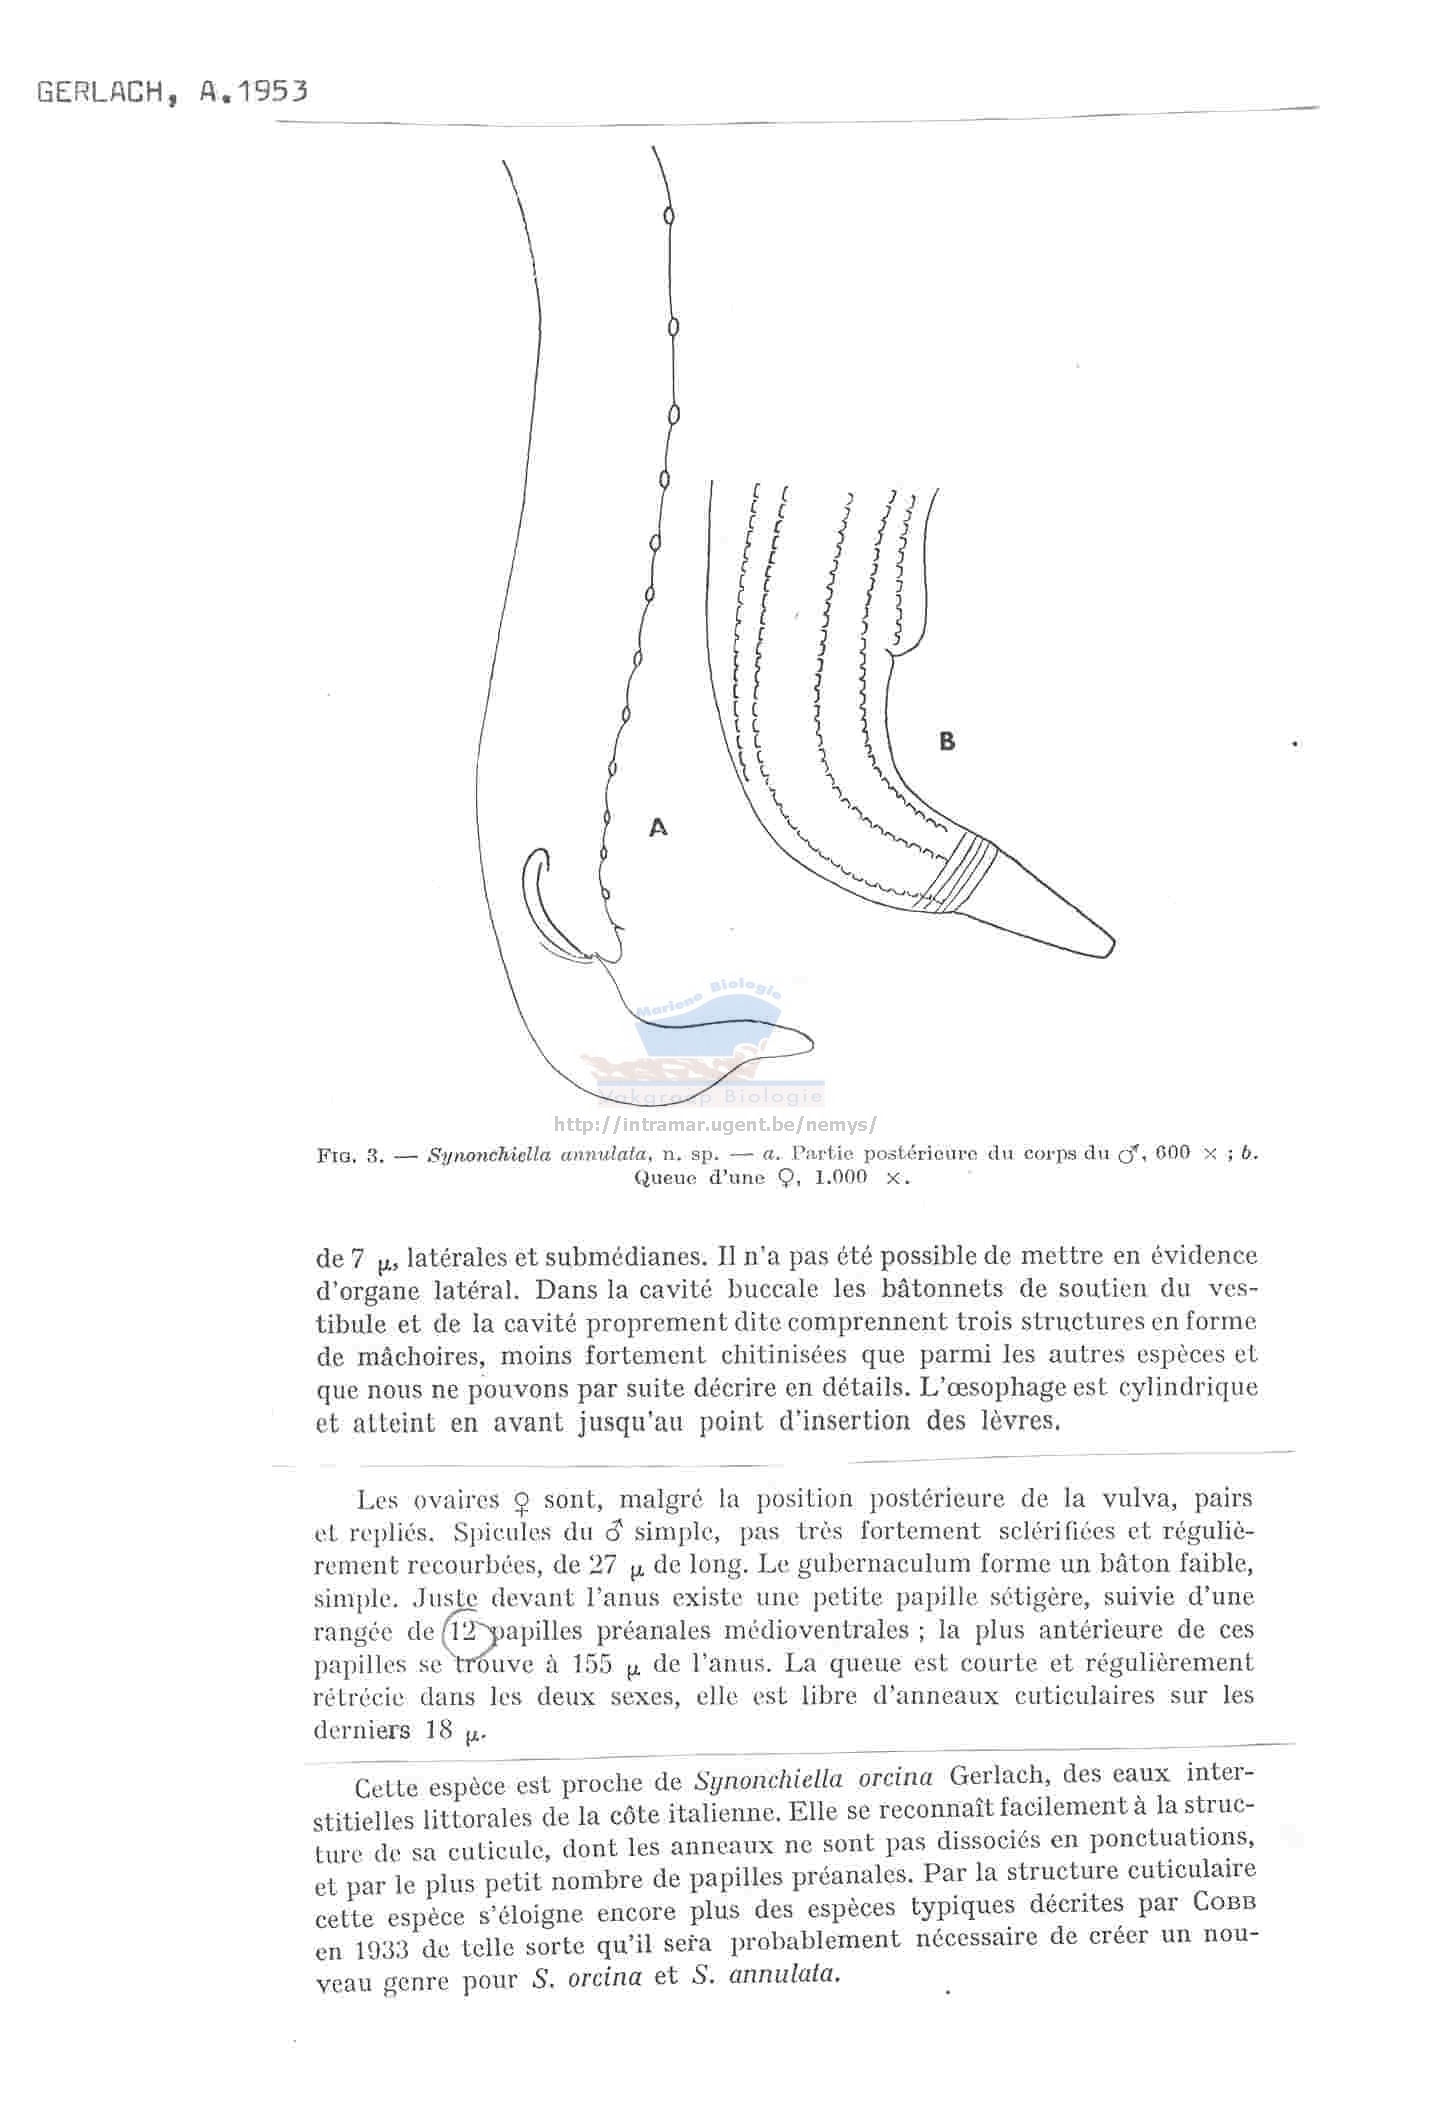 GERLACH, A.1953
B
A
Mariene Biologie
Vakgroep Biologie
http://intramar.ugent.be/nemys/
FIG. 3. — Synonchiella annulata, n. sp. — a. Partie postérieure du corps du ♂, 600 × ; b.
Queue d'une ♀, 1.000 ×.
de 7 μ, latérales et submédianes. Il n'a pas été possible de mettre en évidence
d'organe latéral. Dans la cavité buccale les bâtonnets de soutien du ves-
tibule et de la cavité proprement dite comprennent trois structures en forme
de mâchoires, moins fortement chitinisées que parmi les autres espèces et
que nous ne pouvons par suite décrire en détails. L'œsophage est cylindrique
et atteint en avant jusqu'au point d'insertion des lèvres.
Les ovaires ♀ sont, malgré la position postérieure de la vulva, pairs
et repliés. Spicules du ♂ simple, pas très fortement sclérifiées et réguliè-
rement recourbées, de 27 μ de long. Le gubernaculum forme un bâton faible,
simple. Juste devant l'anus existe une petite papille sétigère, suivie d'une
rangée de 12 papilles préanales médioventrales ; la plus antérieure de ces
papilles se trouve à 155 μ de l'anus. La queue est courte et régulièrement
rétrécie dans les deux sexes, elle est libre d'anneaux cuticulaires sur les
derniers 18 μ.
Cette espèce est proche de Synonchiella orcina Gerlach, des eaux inter-
stitielles littorales de la côte italienne. Elle se reconnaît facilement à la struc-
ture de sa cuticule, dont les anneaux ne sont pas dissociés en ponctuations,
et par le plus petit nombre de papilles préanales. Par la structure cuticulaire
cette espèce s'éloigne encore plus des espèces typiques décrites par COBB
en 1933 de telle sorte qu'il sera probablement nécessaire de créer un nou-
veau genre pour S. orcina et S. annulata.